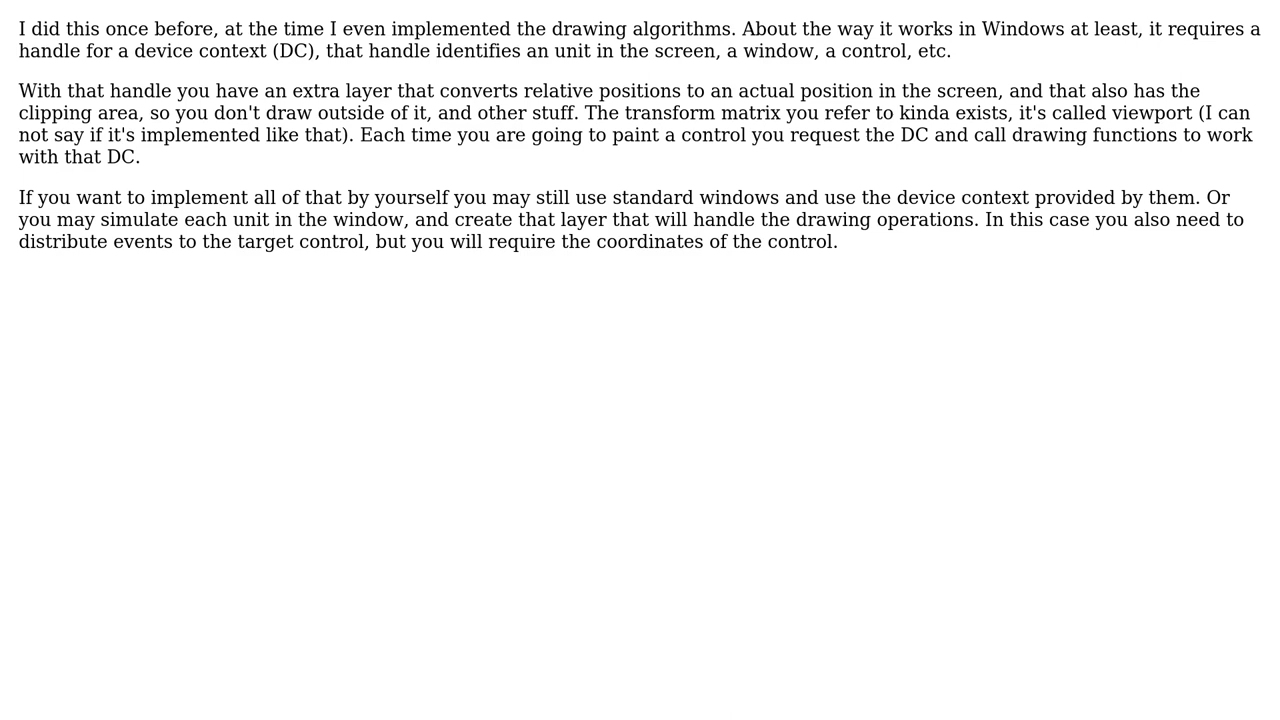 I did this once before, at the time I even implemented the drawing algorithms. About the way it works in Windows at least, it requires a
handle for a device context (DC), that handle identifies an unit in the screen, a window, a control, etc.
With that handle you have an extra layer that converts relative positions to an actual position in the screen, and that also has the
clipping area, so you don't draw outside of it, and other stuff. The transform matrix you refer to kinda exists, it's called viewport (I can
not say if it's implemented like that). Each time you are going to paint a control you request the DC and call drawing functions to work
with that DC.
If you want to implement all of that by yourself you may still use standard windows and use the device context provided by them. Or
you may simulate each unit in the window, and create that layer that will handle the drawing operations. In this case you also need to
distribute events to the target control, but you will require the coordinates of the control.